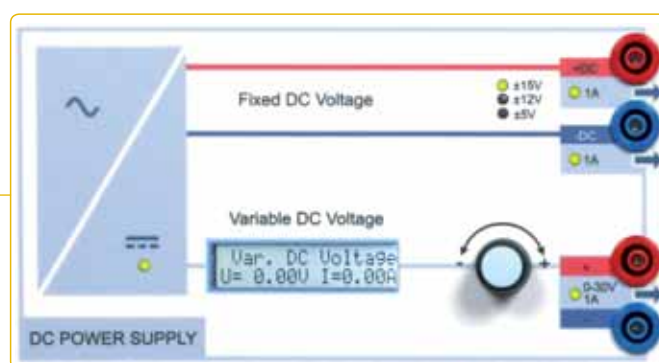 +DC
Fixed DC Voltage
±15V
±12V
±5V
1A
-DC
1A
Variable DC Voltage
Var. DC Voltage
U= 0.00V I=0.00A
- +
+
0-30V
1A
DC POWER SUPPLY